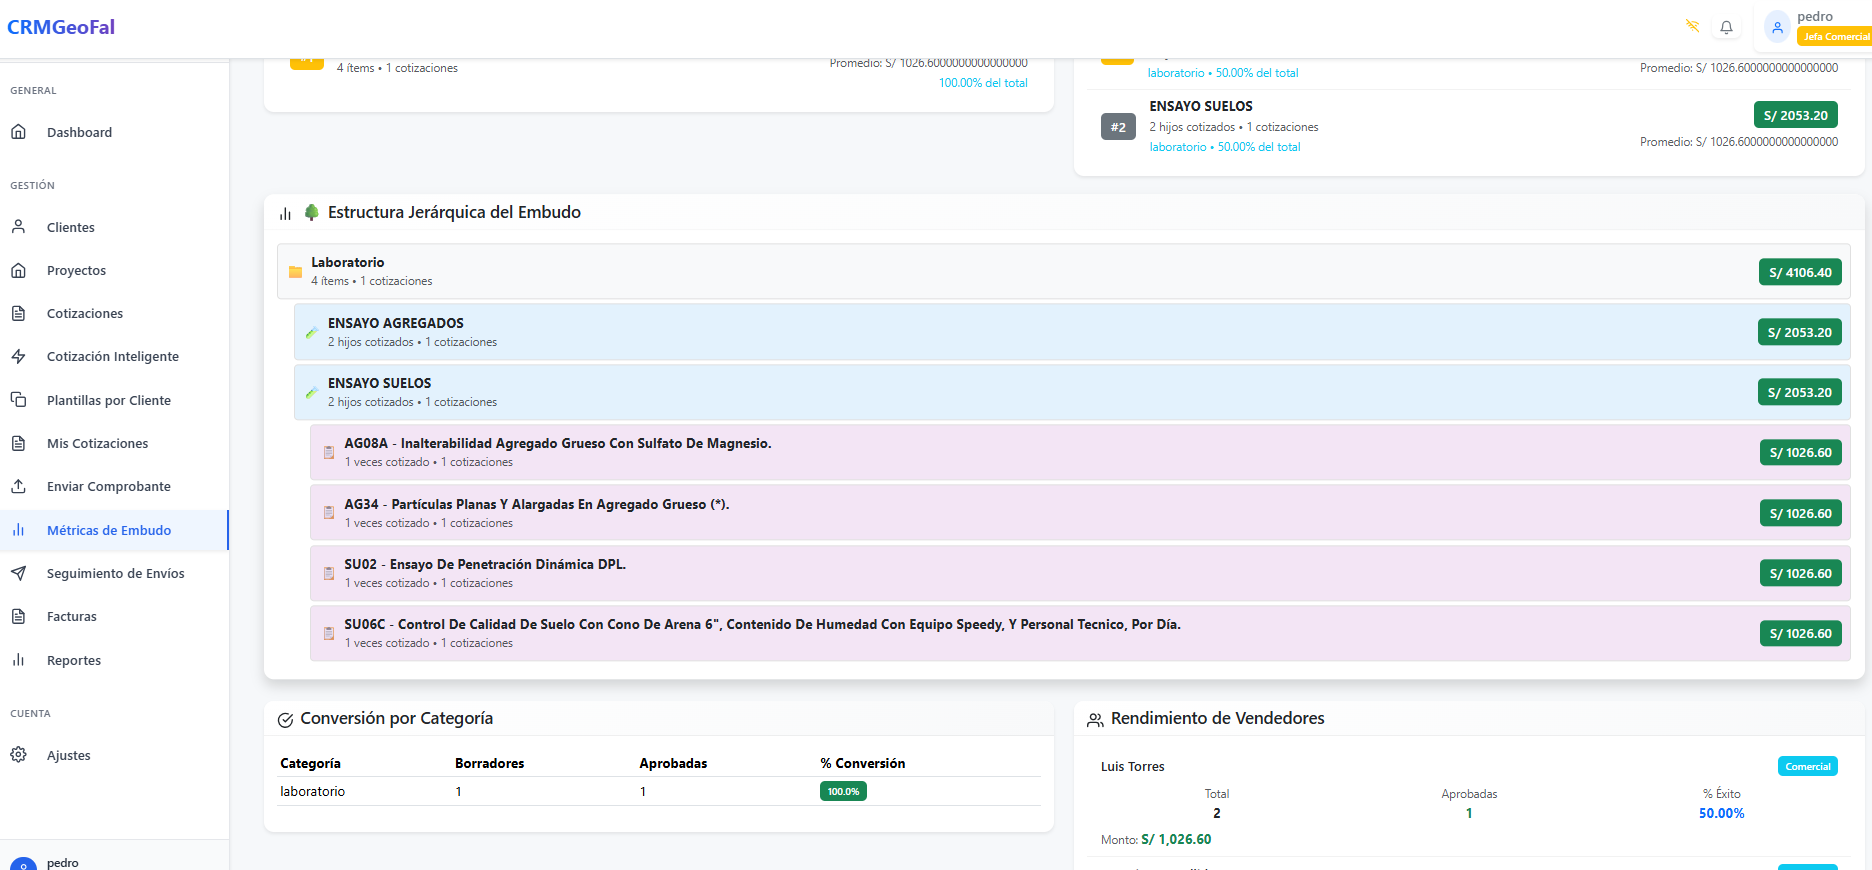 CRMGeoFal
pedro
Jefa Comercial
GENERAL
Dashboard
GESTIÓN
Clientes
Proyectos
Cotizaciones
Cotización Inteligente
Plantillas por Cliente
Mis Cotizaciones
Enviar Comprobante
Métricas de Embudo
Seguimiento de Envíos
Facturas
Reportes
CUENTA
Ajustes
pedro
4 ítems • 1 cotizaciones
Promedio: S/ 1026.6000000000000000
100.00% del total
laboratorio • 50.00% del total
Promedio: S/ 1026.6000000000000000
#2
ENSAYO SUELOS
2 hijos cotizados • 1 cotizaciones
laboratorio • 50.00% del total
S/ 2053.20
Promedio: S/ 1026.6000000000000000
Estructura Jerárquica del Embudo
Laboratorio
4 ítems • 1 cotizaciones
S/ 4106.40
ENSAYO AGREGADOS
2 hijos cotizados • 1 cotizaciones
S/ 2053.20
ENSAYO SUELOS
2 hijos cotizados • 1 cotizaciones
S/ 2053.20
AG08A - Inalterabilidad Agregado Grueso Con Sulfato De Magnesio.
1 veces cotizado • 1 cotizaciones
S/ 1026.60
AG34 - Partículas Planas Y Alargadas En Agregado Grueso (*).
1 veces cotizado • 1 cotizaciones
S/ 1026.60
SU02 - Ensayo De Penetración Dinámica DPL.
1 veces cotizado • 1 cotizaciones
S/ 1026.60
SU06C - Control De Calidad De Suelo Con Cono De Arena 6", Contenido De Humedad Con Equipo Speedy, Y Personal Tecnico, Por Día.
1 veces cotizado • 1 cotizaciones
S/ 1026.60
Conversión por Categoría
Categoría Borradores Aprobadas % Conversión
laboratorio 1 1 100.0%
Rendimiento de Vendedores
Luis Torres
Comercial
Total Aprobadas % Éxito
2 1 50.00%
Monto: S/ 1,026.60